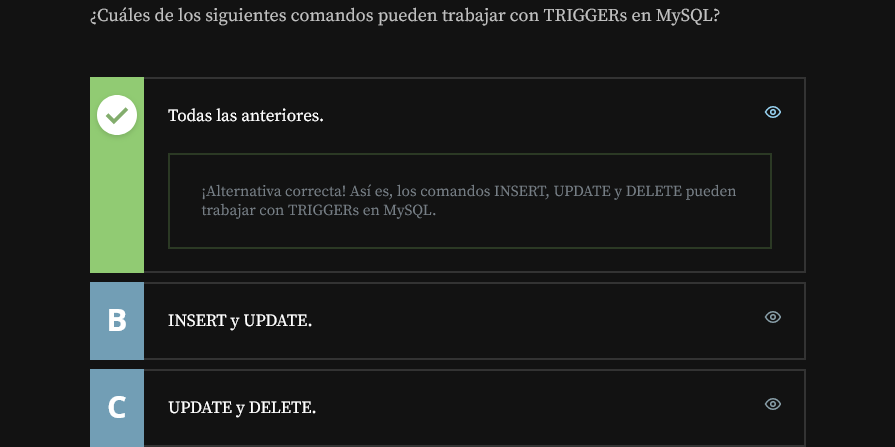 ¿Cuáles de los siguientes comandos pueden trabajar con TRIGGERs en MySQL?
Todas las anteriores.
¡Alternativa correcta! Así es, los comandos INSERT, UPDATE y DELETE pueden
trabajar con TRIGGERs en MySQL.
B
INSERT y UPDATE.
C
UPDATE y DELETE.